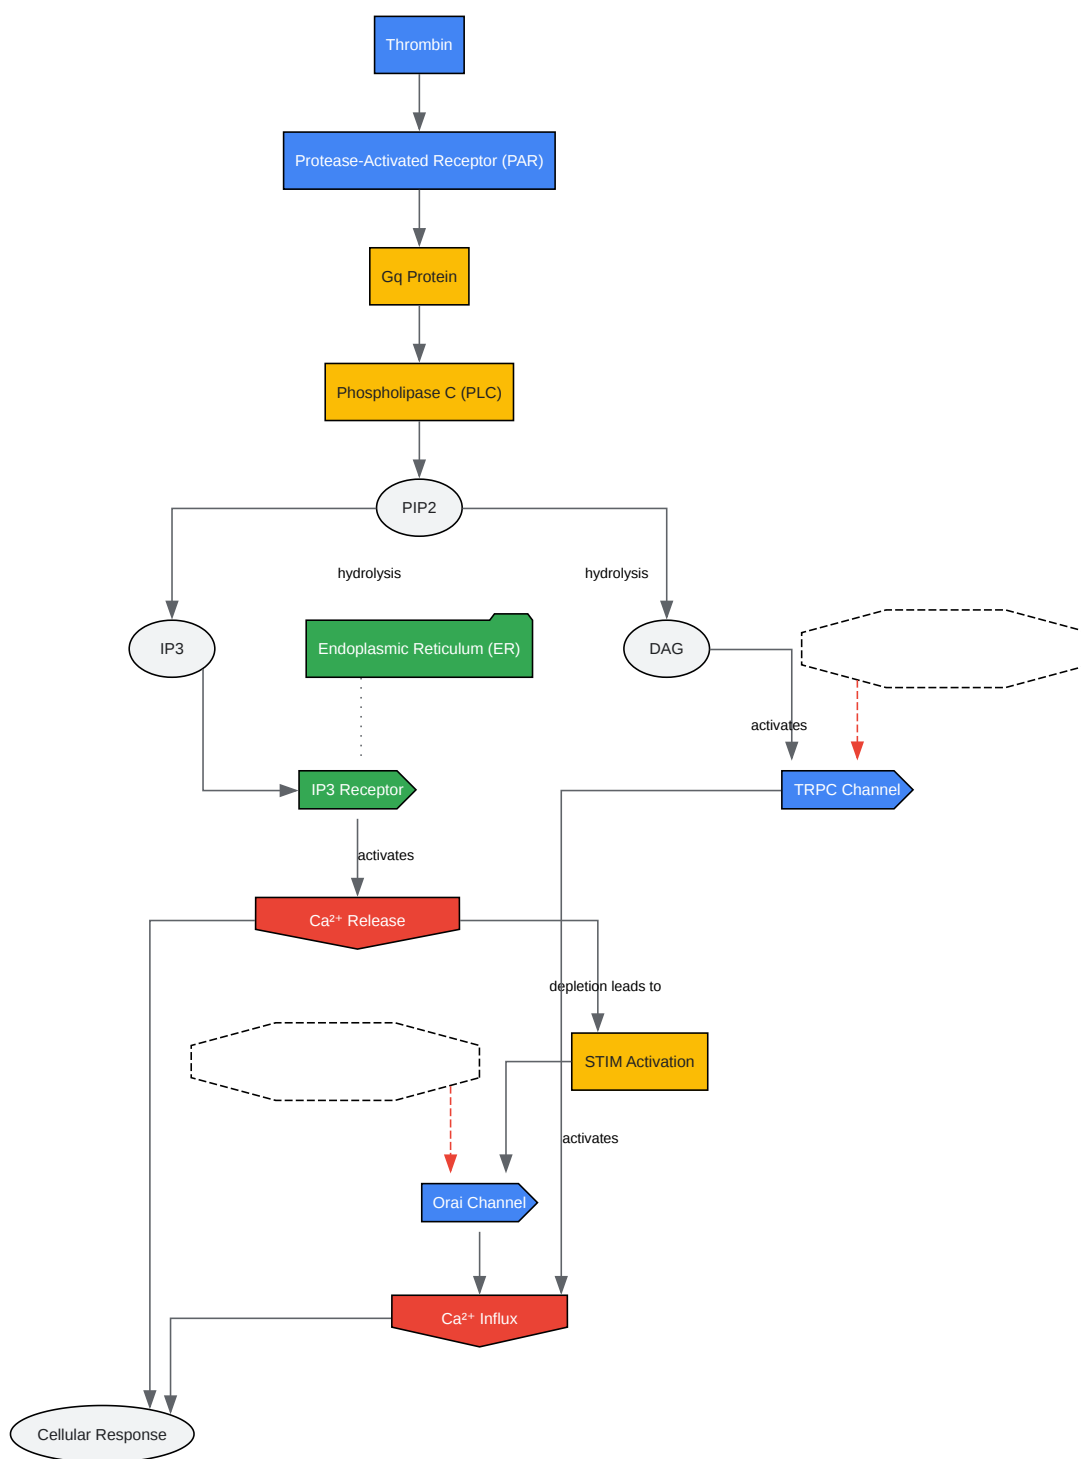 Thrombin
Protease-Activated Receptor (PAR)
Gq Protein
Phospholipase C (PLC)
PIP2
hydrolysis
hydrolysis
IP3
Endoplasmic Reticulum (ER)
DAG
activates
IP3 Receptor
TRPC Channel
activates
Ca²⁺ Release
depletion leads to
STIM Activation
activates
Orai Channel
Ca²⁺ Influx
Cellular Response